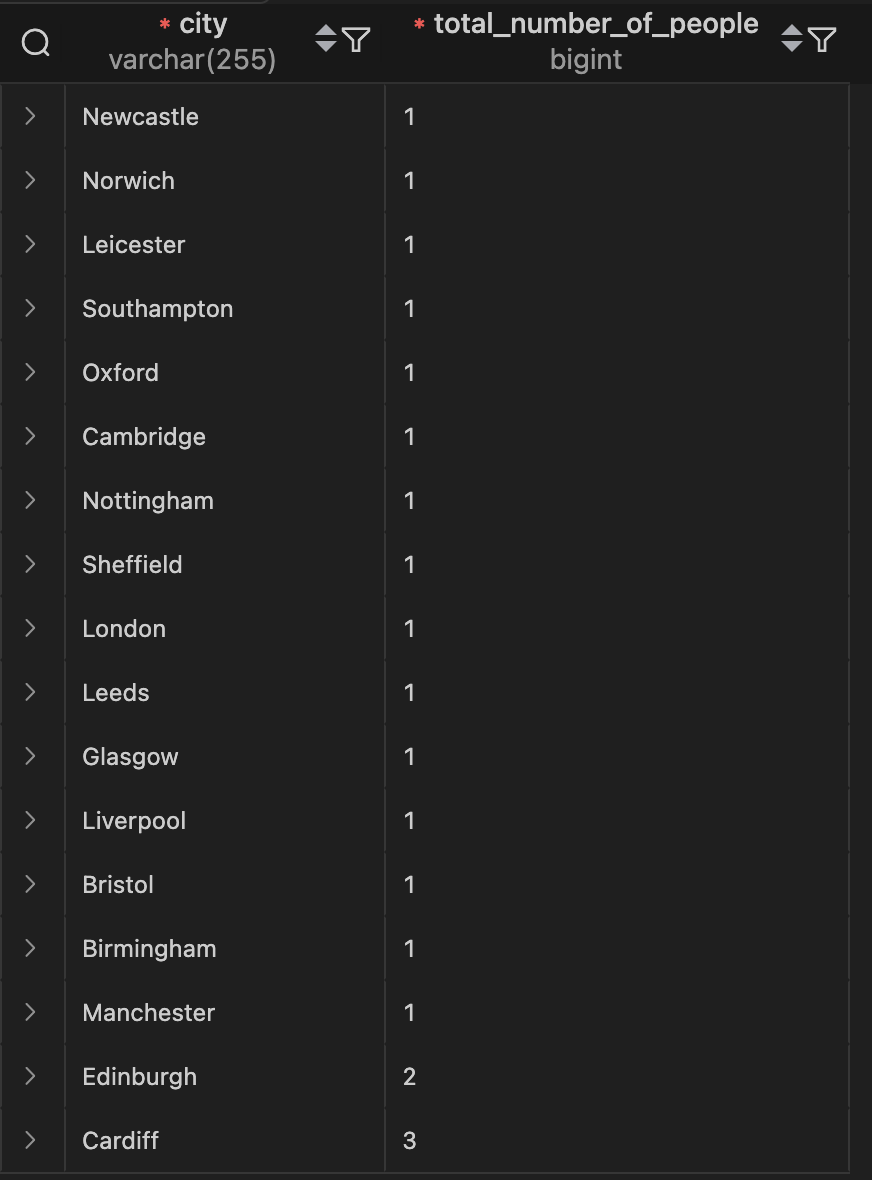 * city * total_number_of_people
varchar(255) bigint
Newcastle 1
Norwich 1
Leicester 1
Southampton 1
Oxford 1
Cambridge 1
Nottingham 1
Sheffield 1
London 1
Leeds 1
Glasgow 1
Liverpool 1
Bristol 1
Birmingham 1
Manchester 1
Edinburgh 2
Cardiff 3